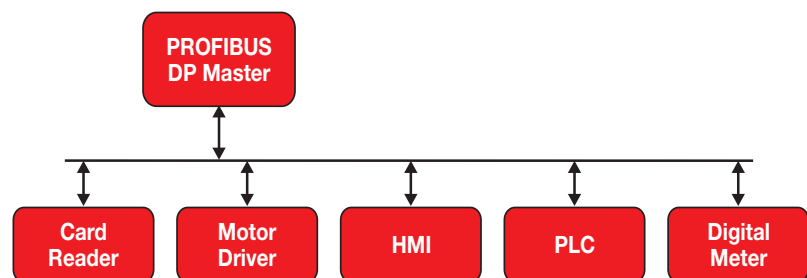 PROFIBUS
DP Master
Card
Reader
Motor
Driver
HMI
PLC
Digital
Meter